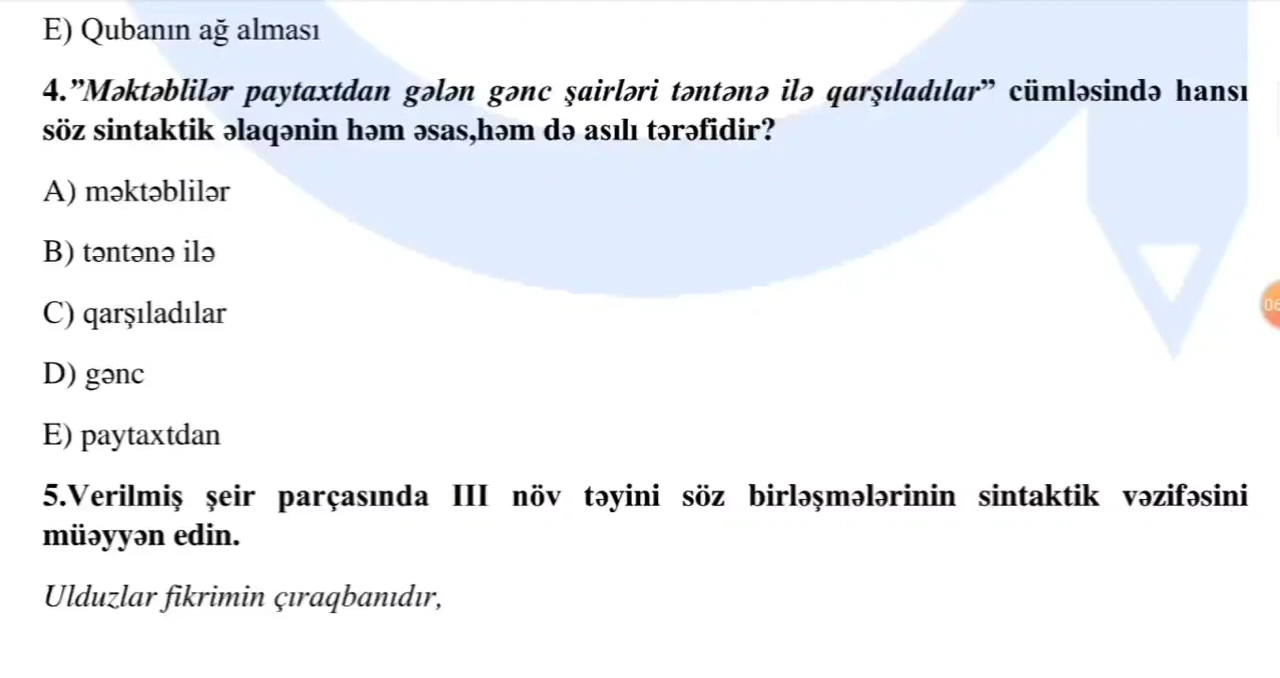 E) Qubanın ağ alması
4.”Məktəblilər paytaxtdan gələn gənc şairləri təntənə ilə qarşıladılar” cümləsində hansı
söz sintaktik əlaqənin həm əsas,həm də asılı tərəfidir?
A) məktəblilər
B) təntənə ilə
C) qarşıladılar
D) gənc
E) paytaxtdan
5.Verilmiş şeir parçasında III növ təyini söz birləşmələrinin sintaktik vəzifəsini
müəyyən edin.
Ulduzlar fikrimin çıraqbanıdır,